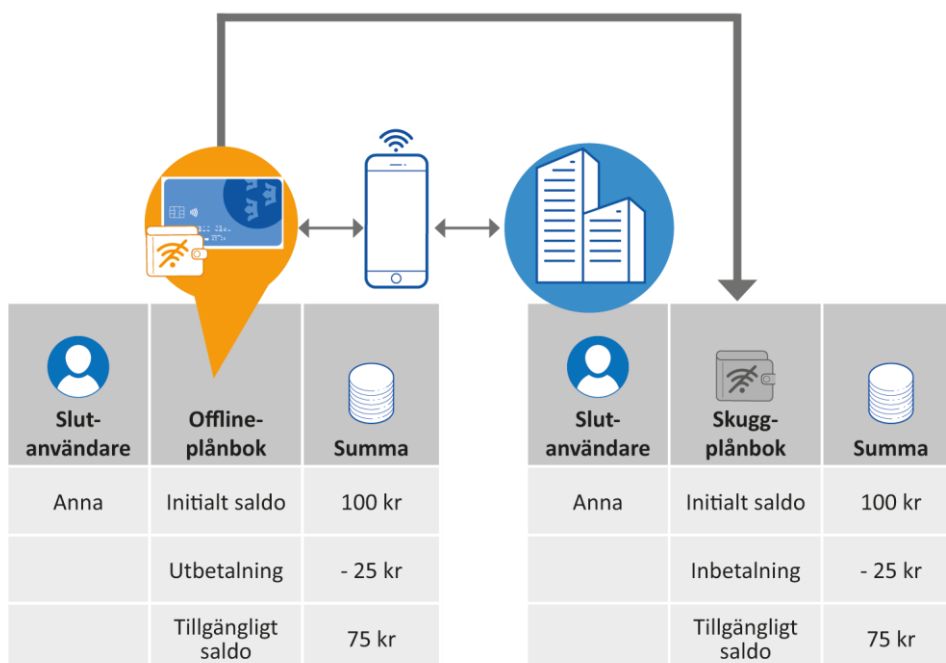 Slut-
användare
Offline-
plånbok
Summa
Anna
Initialt saldo
100 kr
Utbetalning
- 25 kr
Tillgängligt
saldo
75 kr
Slut-
användare
Skugg-
plånbok
Summa
Anna
Initialt saldo
100 kr
Inbetalning
- 25 kr
Tillgängligt
saldo
75 kr